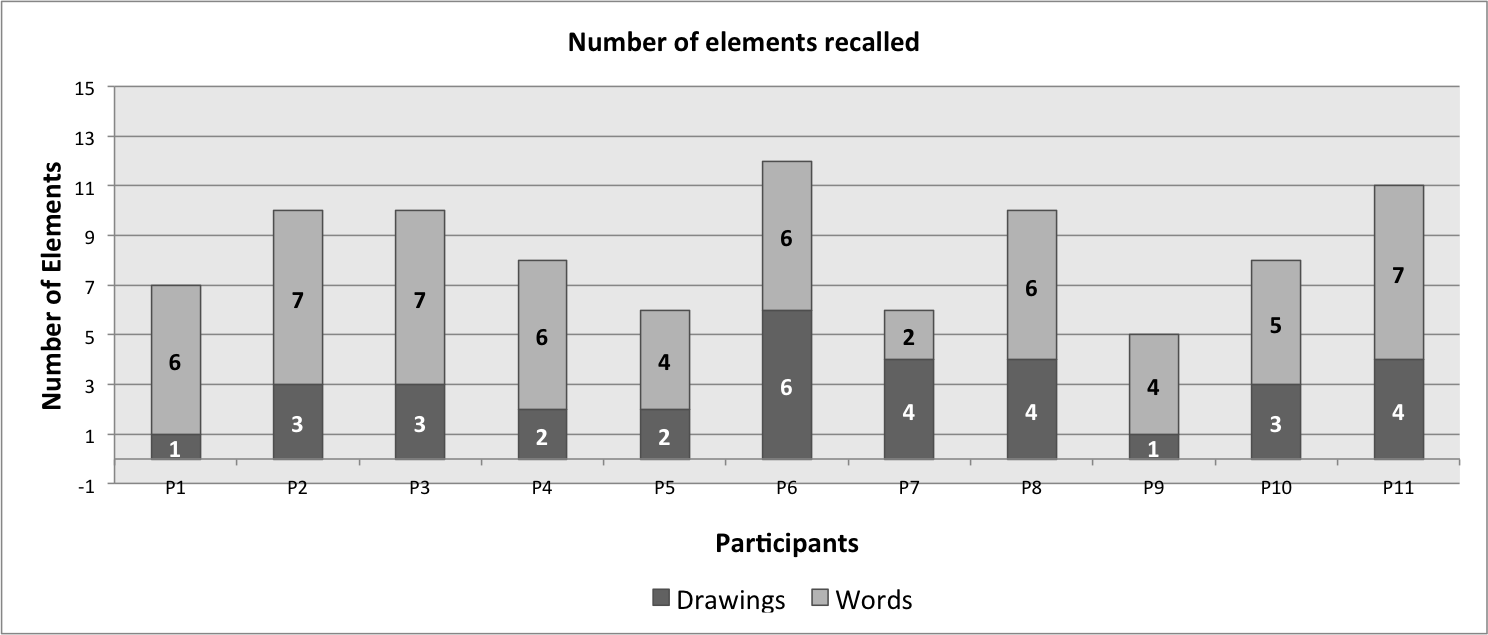 Number of elements recalled
Number of Elements
15
13
11
9
7
5
3
1
-1
6 7 7 6 4 6 2 6 4 5 7
1 3 3 2 2 6 4 4 1 3 4
P1 P2 P3 P4 P5 P6 P7 P8 P9 P10 P11
Participants
Drawings Words